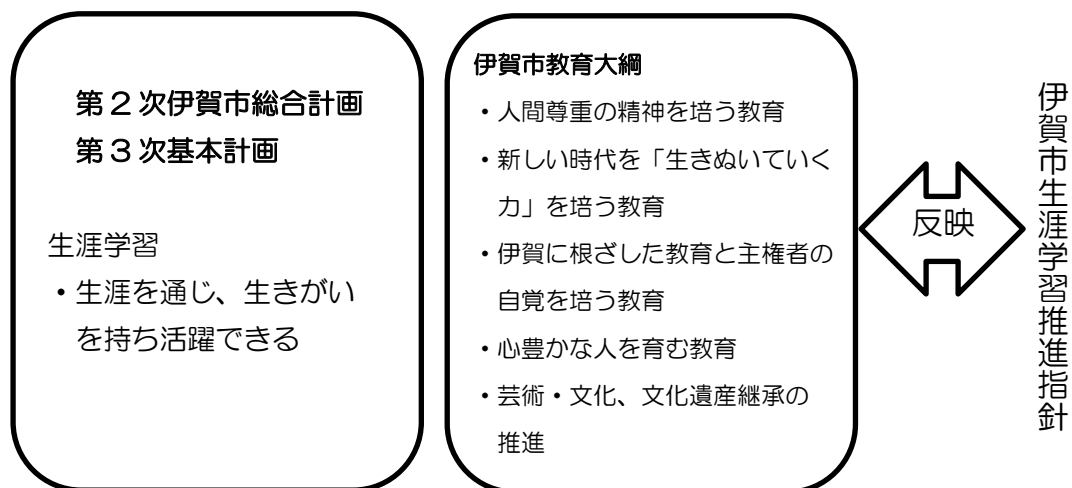 第2次伊賀市総合計画
第3次基本計画
生涯学習
・生涯を通じ、生きがい
を持ち活躍できる
伊賀市教育大綱
・人間尊重の精神を培う教育
・新しい時代を「生きぬいていく
力」を培う教育
・伊賀に根ざした教育と主権者の
自覚を培う教育
・心豊かな人を育む教育
・芸術・文化、文化遺産継承の
推進
反映
伊賀市生涯学習推進指針